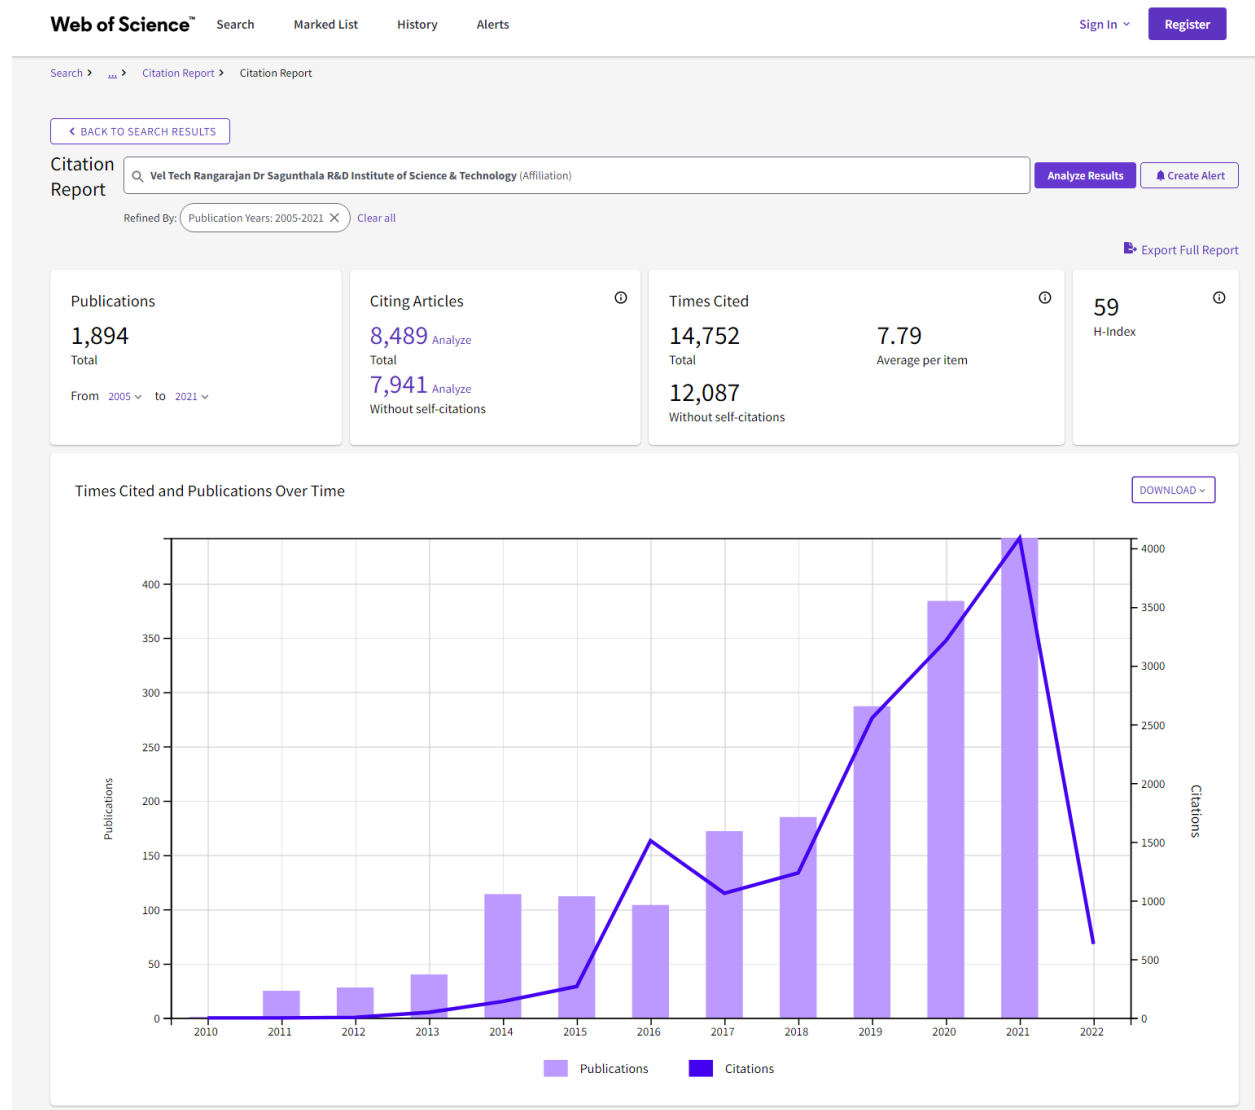 Web of Science™ Search Marked List History Alerts Sign In Register
Search > ... > Citation Report > Citation Report
< BACK TO SEARCH RESULTS
Citation Report
Vel Tech Rangarajan Dr Sagunthala R&D Institute of Science & Technology (Affiliation)
Analyze Results
Create Alert
Refined By: Publication Years: 2005-2021 Clear all
Export Full Report
Publications
1,894
Total
From 2005 to 2021
Citing Articles
8,489 Analyze
Total
7,941 Analyze
Without self-citations
Times Cited
14,752
Total
7.79
Average per item
12,087
Without self-citations
59
H-Index
Times Cited and Publications Over Time
DOWNLOAD
400
350
300
250
200
150
100
50
0
Publications
4000
3500
3000
2500
2000
1500
1000
500
0
Citations
2010 2011 2012 2013 2014 2015 2016 2017 2018 2019 2020 2021 2022
Publications Citations